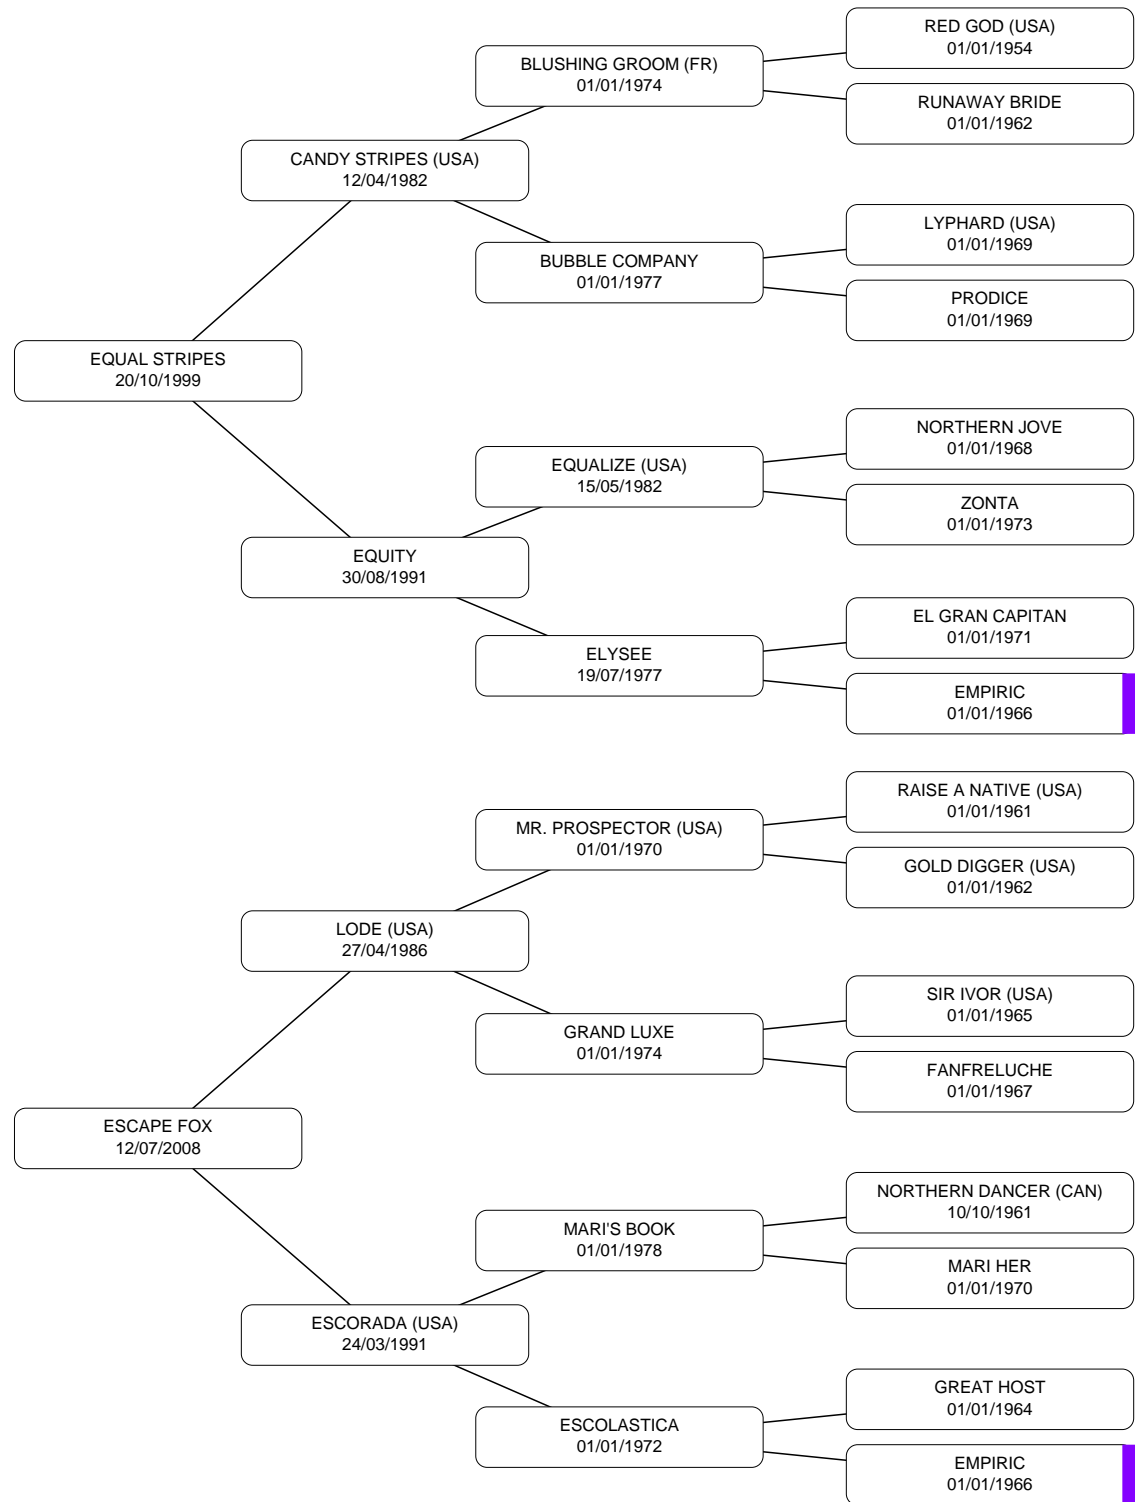 RED GOD (USA)
01/01/1954
BLUSHING GROOM (FR)
01/01/1974
RUNAWAY BRIDE
01/01/1962
CANDY STRIPES (USA)
12/04/1982
LYPHARD (USA)
01/01/1969
BUBBLE COMPANY
01/01/1977
PRODICE
01/01/1969
EQUAL STRIPES
20/10/1999
NORTHERN JOVE
01/01/1968
EQUALIZE (USA)
15/05/1982
ZONTA
01/01/1973
EQUITY
30/08/1991
EL GRAN CAPITAN
01/01/1971
ELYSEE
19/07/1977
EMPIRIC
01/01/1966
RAISE A NATIVE (USA)
01/01/1961
MR. PROSPECTOR (USA)
01/01/1970
GOLD DIGGER (USA)
01/01/1962
LODE (USA)
27/04/1986
SIR IVOR (USA)
01/01/1965
GRAND LUXE
01/01/1974
FANFRELUCHE
01/01/1967
ESCAPE FOX
12/07/2008
NORTHERN DANCER (CAN)
10/10/1961
MARI'S BOOK
01/01/1978
MARI HER
01/01/1970
ESCORADA (USA)
24/03/1991
GREAT HOST
01/01/1964
ESCOLASTICA
01/01/1972
EMPIRIC
01/01/1966